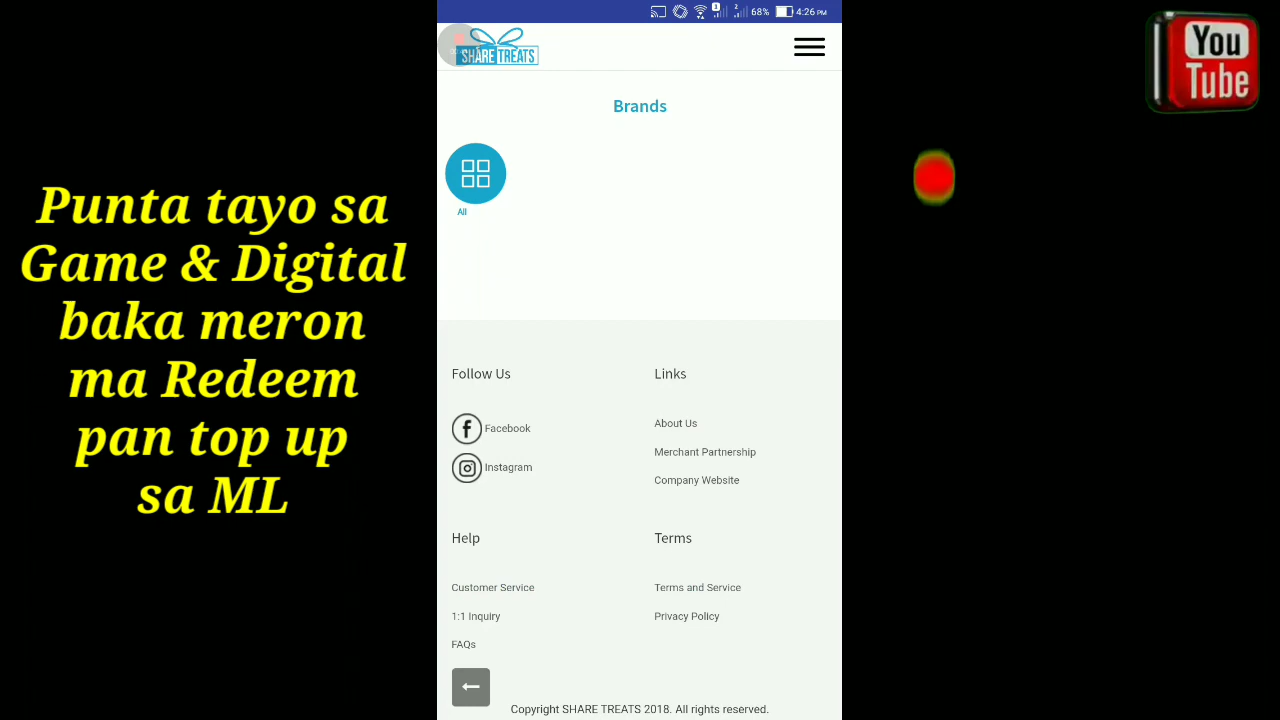 Punta tayo sa
Game & Digital
baka meron
ma Redeem
pan top up
sa ML
1 2 68% 4:26 PM
SHARE TREATS
Brands
All
Follow Us
Facebook
Instagram
Links
About Us
Merchant Partnership
Company Website
Help
Customer Service
1:1 Inquiry
FAQs
Terms
Terms and Service
Privacy Policy
Copyright SHARE TREATS 2018. All rights reserved.
You
Tube